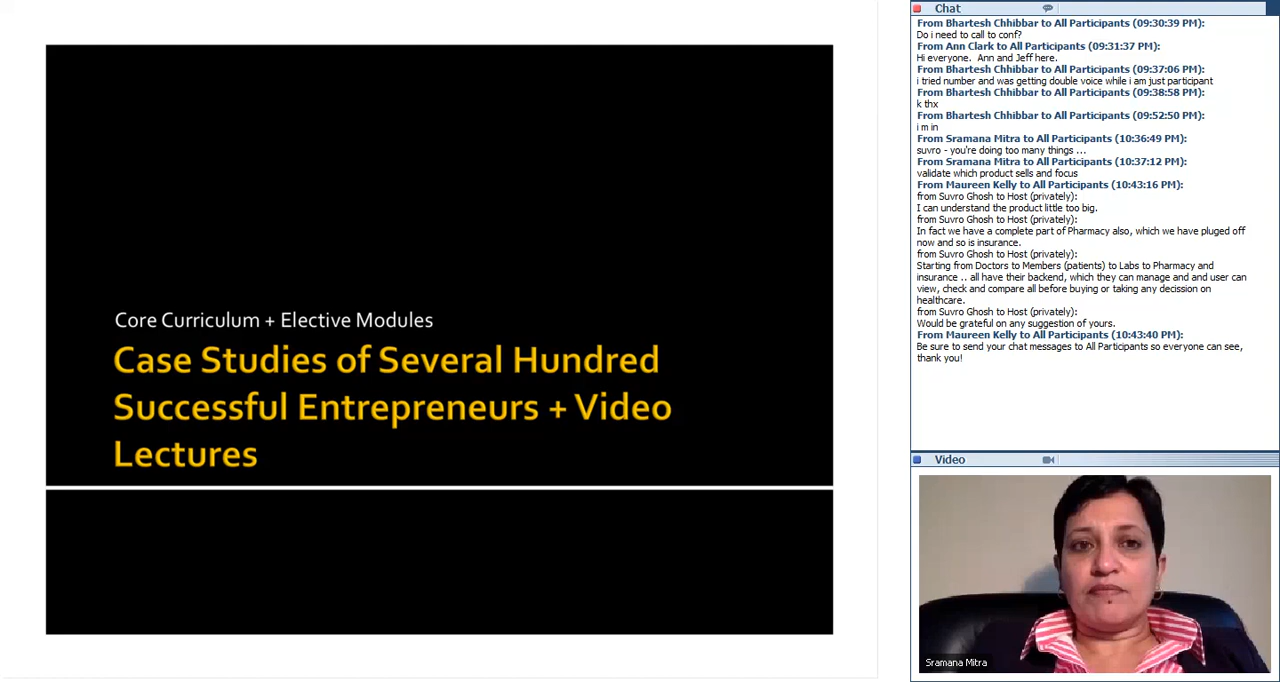 Core Curriculum + Elective Modules
Case Studies of Several Hundred
Successful Entrepreneurs + Video
Lectures
Chat
From Bhartesh Chhibbar to All Participants (09:30:39 PM):
Do i need to call to conf?
From Ann Clark to All Participants (09:31:37 PM):
Hi everyone. Ann and Jeff here.
From Bhartesh Chhibbar to All Participants (09:37:06 PM):
i tried number and was getting double voice while i am just participant
From Bhartesh Chhibbar to All Participants (09:38:58 PM):
k thx
From Bhartesh Chhibbar to All Participants (09:52:50 PM):
i m in
From Sramana Mitra to All Participants (10:36:49 PM):
suvro - you're doing too many things ...
From Sramana Mitra to All Participants (10:37:12 PM):
validate which product sells and focus
From Maureen Kelly to All Participants (10:43:16 PM):
from Suvro Ghosh to Host (privately):
I can understand the product little too big.
from Suvro Ghosh to Host (privately):
In fact we have a complete part of Pharmacy also, which we have pluged off
now and so is insurance.
from Suvro Ghosh to Host (privately):
Starting from Doctors to Members (patients) to Labs to Pharmacy and
insurance .. all have their backend, which they can manage and and user can
view, check and compare all before buying or taking any decission on
healthcare.
from Suvro Ghosh to Host (privately):
Would be grateful on any suggestion of yours.
From Maureen Kelly to All Participants (10:43:40 PM):
Be sure to send your chat messages to All Participants so everyone can see,
thank you!
Video
Sramana Mitra